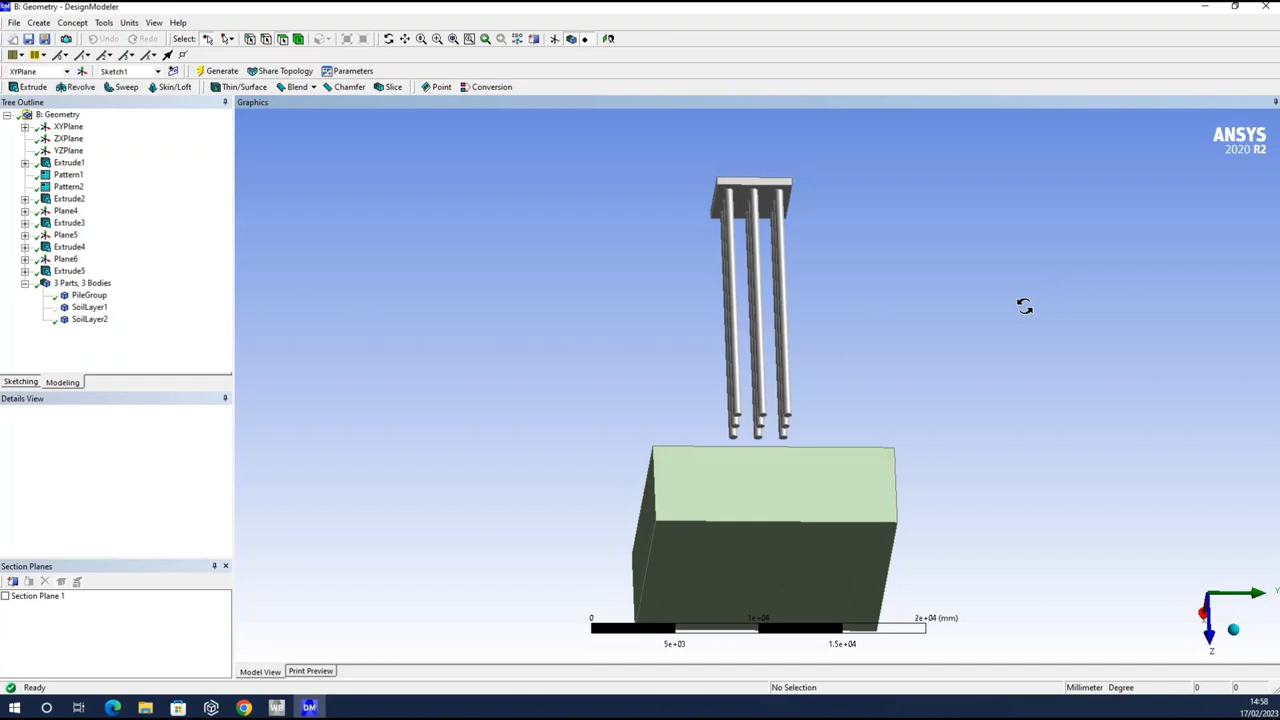 B: Geometry - DesignModeler
File Create Concept Tools Units View Help
Undo Redo Select:
XYPlane Sketch1 Generate Share Topology Parameters
Extrude Revolve Sweep Skin/Loft Thin/Surface Blend Chamfer Slice Point Conversion
Tree Outline
Graphics
B: Geometry
XYPlane
ZXPlane
YZPlane
Extrude1
Pattern1
Pattern2
Extrude2
Plane4
Extrude3
Plane5
Extrude4
Plane6
Extrude5
3 Parts, 3 Bodies
PileGroup
SoilLayer1
SoilLayer2
Sketching Modeling
Details View
Section Planes
Section Plane 1
ANSYS
2020 R2
0 1e+04 2e+04 (mm)
5e+03 1.5e+04
Y
Z
Model View Print Preview
Ready No Selection Millimeter Degree 0 0
WP DM
14:58
17/02/2023